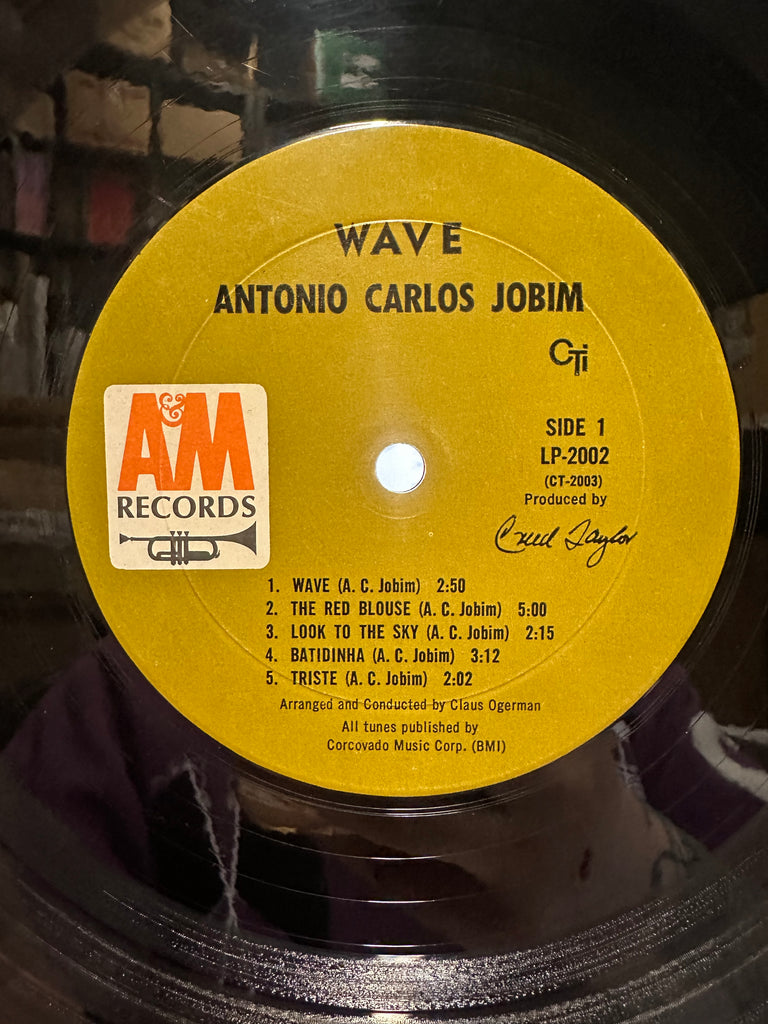 WAVE
ANTONIO CARLOS JOBIM
CTi
A&M
RECORDS
SIDE 1
LP-2002
(CT-2003)
Produced by
Creed Taylor
1. WAVE (A. C. Jobim) 2:50
2. THE RED BLOUSE (A. C. Jobim) 5:00
3. LOOK TO THE SKY (A. C. Jobim) 2:15
4. BATIDINHA (A. C. Jobim) 3:12
5. TRISTE (A. C. Jobim) 2:02
Arranged and Conducted by Claus Ogerman
All tunes published by
Corcovado Music Corp. (BMI)